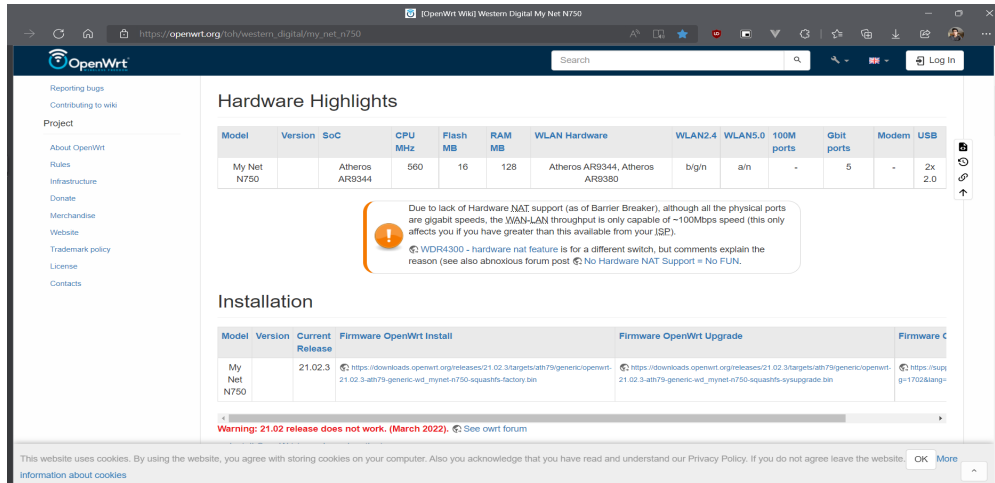 [OpenWrt Wiki] Western Digital My Net N750
https://openwrt.org/toh/western_digital/my_net_n750
OpenWrt
Search
Log In
Reporting bugs
Contributing to wiki
Project
About OpenWrt
Rules
Infrastructure
Donate
Merchandise
Website
Trademark policy
License
Contacts
Hardware Highlights
Model Version SoC CPU MHz Flash MB RAM MB WLAN Hardware WLAN2.4 WLAN5.0 100M ports Gbit ports Modem USB
My Net N750 Atheros AR9344 560 16 128 Atheros AR9344, Atheros AR9380 b/g/n a/n - 5 - 2x 2.0
Due to lack of Hardware NAT support (as of Barrier Breaker), although all the physical ports
are gigabit speeds, the WAN-LAN throughput is only capable of ~100Mbps speed (this only
affects you if you have greater than this available from your ISP).
WDR4300 - hardware nat feature is for a different switch, but comments explain the
reason (see also abnoxious forum post No Hardware NAT Support = No FUN.
Installation
Model Version Current Release Firmware OpenWrt Install Firmware OpenWrt Upgrade Firmware
My Net N750 21.02.3 https://downloads.openwrt.org/releases/21.02.3/targets/ath79/generic/openwrt-21.02.3-ath79-generic-wd_mynet-n750-squashfs-factory.bin https://downloads.openwrt.org/releases/21.02.3/targets/ath79/generic/openwrt-21.02.3-ath79-generic-wd_mynet-n750-squashfs-sysupgrade.bin https://sup g=1702&lang=
Warning: 21.02 release does not work. (March 2022). See owrt forum
This website uses cookies. By using the website, you agree with storing cookies on your computer. Also you acknowledge that you have read and understand our Privacy Policy. If you do not agree leave the website. OK More
information about cookies